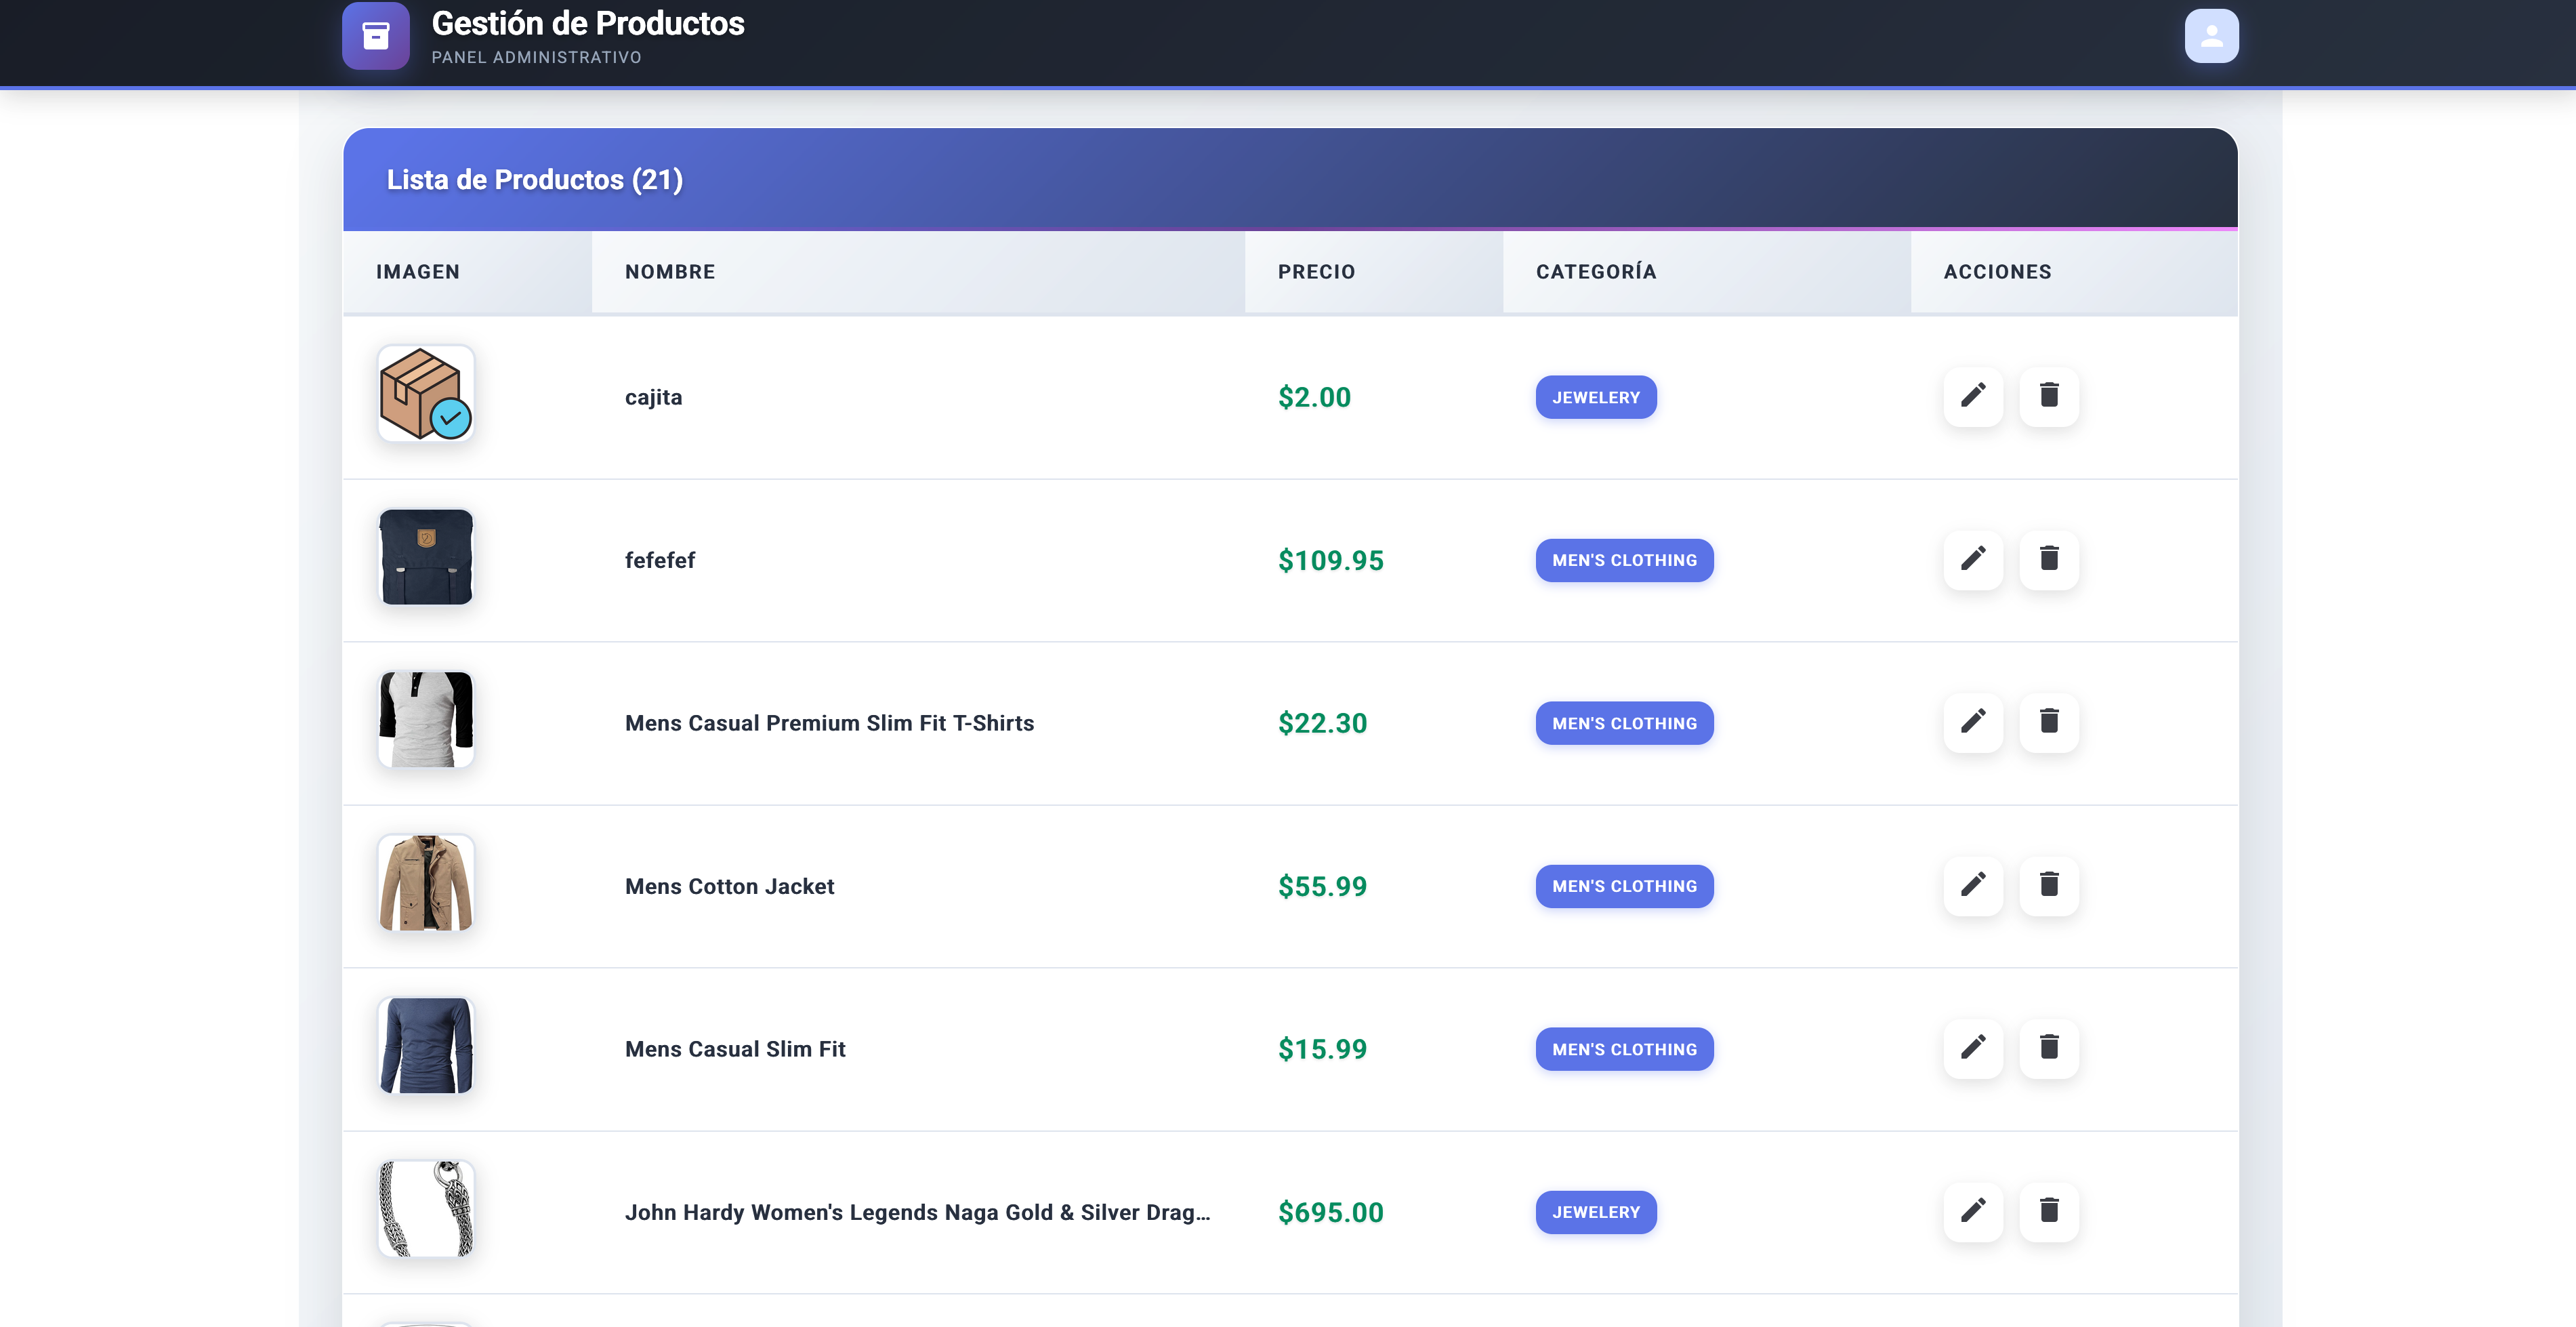 Gestión de Productos
PANEL ADMINISTRATIVO
Lista de Productos (21)
IMAGEN NOMBRE PRECIO CATEGORÍA ACCIONES
cajita $2.00 JEWELERY
fefefef $109.95 MEN'S CLOTHING
Mens Casual Premium Slim Fit T-Shirts $22.30 MEN'S CLOTHING
Mens Cotton Jacket $55.99 MEN'S CLOTHING
Mens Casual Slim Fit $15.99 MEN'S CLOTHING
John Hardy Women's Legends Naga Gold & Silver Drag... $695.00 JEWELERY